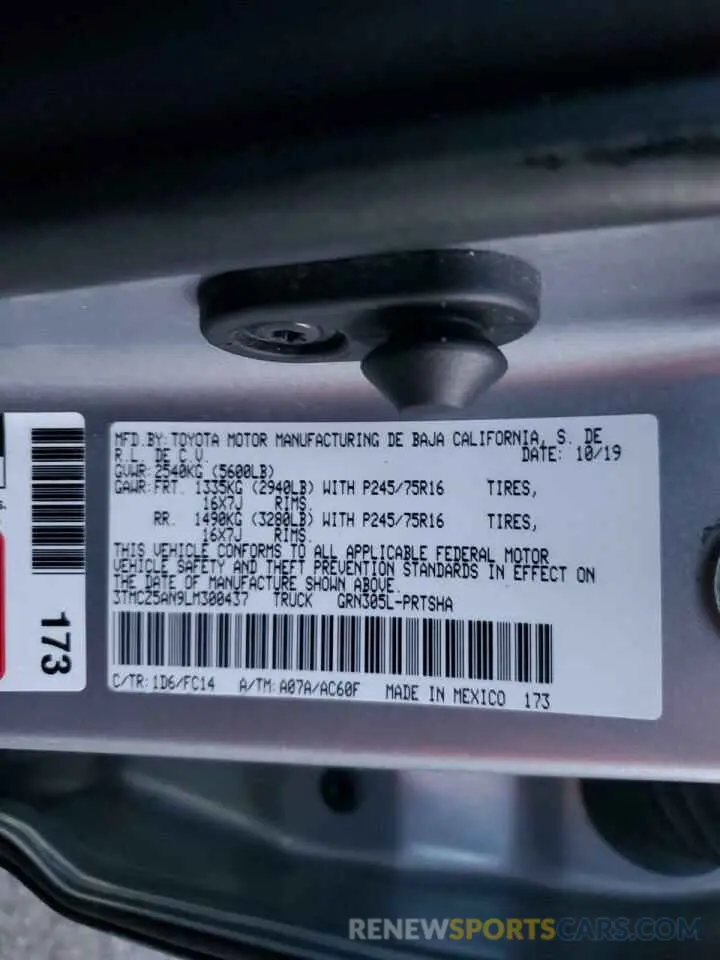 MFD.BY:TOYOTA MOTOR MANUFACTURING DE BAJA CALIFORNIA, S. DE
R.L. DE C.V. DATE: 10/19
GVWR:2540KG (5600LB)
GAWR:FRT. 1335KG (2940LB) WITH P245/75R16 TIRES,
16X7J RIMS.
RR. 1490KG (3280LB) WITH P245/75R16 TIRES,
16X7J RIMS.
THIS VEHICLE CONFORMS TO ALL APPLICABLE FEDERAL MOTOR
VEHICLE SAFETY AND THEFT PREVENTION STANDARDS IN EFFECT ON
THE DATE OF MANUFACTURE SHOWN ABOVE.
3TMCZ5AN9LM300437 TRUCK GRN305L-PRTSHA
C/TR:1D6/FC14 A/TM:A07A/AC60F MADE IN MEXICO 173
173
RENEWSPORTSCARS.COM